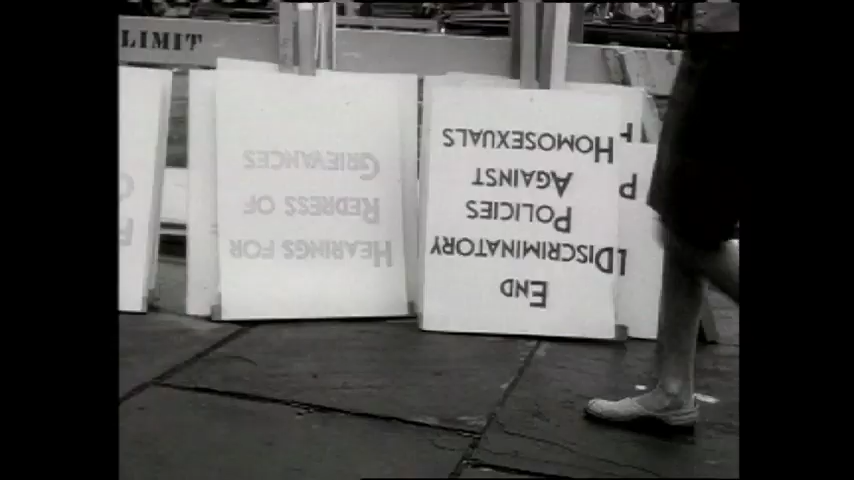 LIMIT
HEARINGS FOR
REDRESS OF
GRIEVANCES
END
DISCRIMINATORY
POLICIES
AGAINST
HOMOSEXUALS